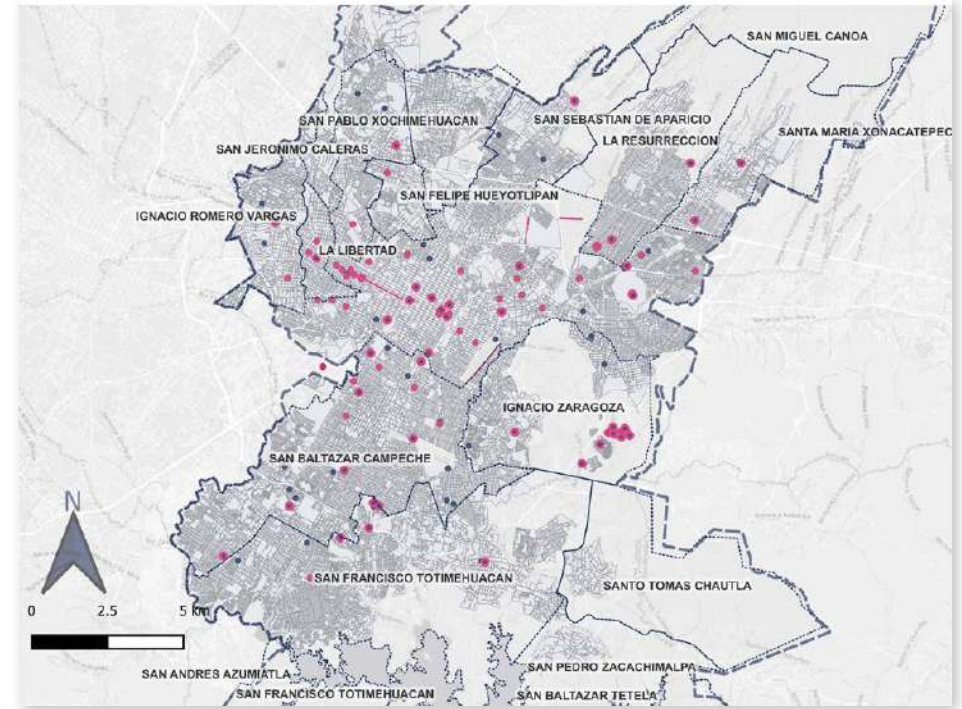 SAN MIGUEL CANOA
SAN PABLO XOCHIMEHUACAN
SAN SEBASTIAN DE APARICIO
SANTA MARIA XONACATEPEC
SAN JERONIMO CALERAS
LA RESURRECCION
SAN FELIPE HUEYOTLIPAN
IGNACIO ROMERO VARGAS
LA LIBERTAD
IGNACIO ZARAGOZA
SAN BALTAZAR CAMPECHE
N
SAN FRANCISCO TOTIMEHUACAN
SANTO TOMAS CHAUTLA
0 2.5 5 km
SAN ANDRES AZUMIATLA
SAN PEDRO ZACACHIMALPA
SAN FRANCISCO TOTIMEHUACAN
SAN BALTAZAR TETELA